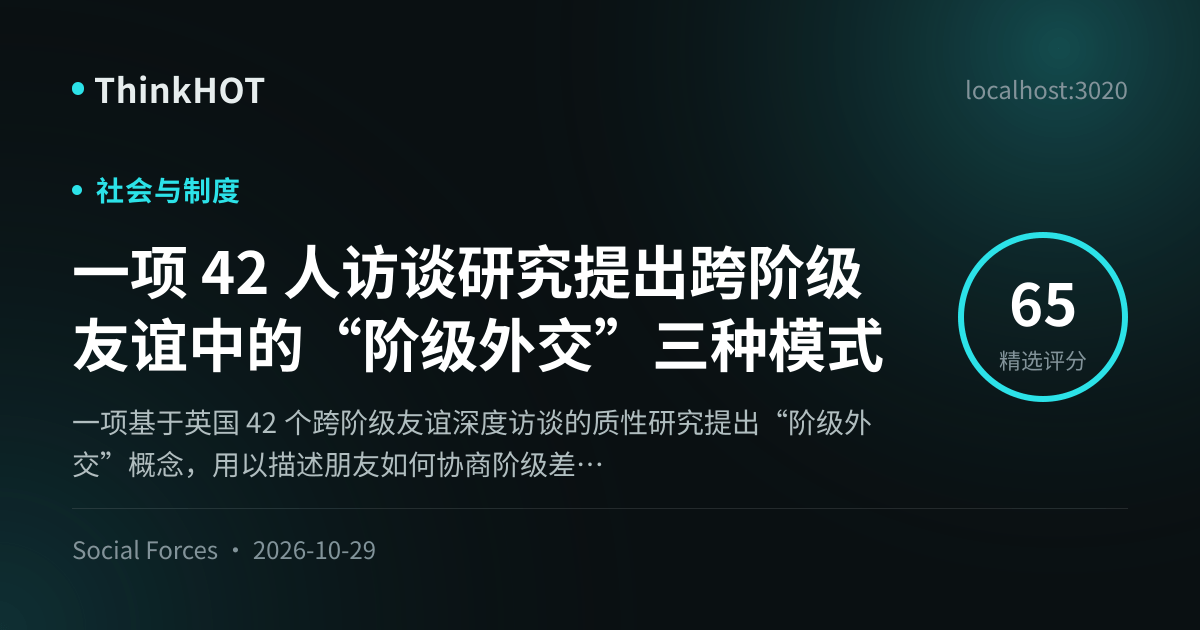 ThinkHOT
localhost:3020
社会与制度
一项 42 人访谈研究提出跨阶级
友谊中的“阶级外交”三种模式
65
精选评分
一项基于英国 42 个跨阶级友谊深度访谈的质性研究提出“阶级外
交”概念，用以描述朋友如何协商阶级差…
Social Forces • 2026-10-29